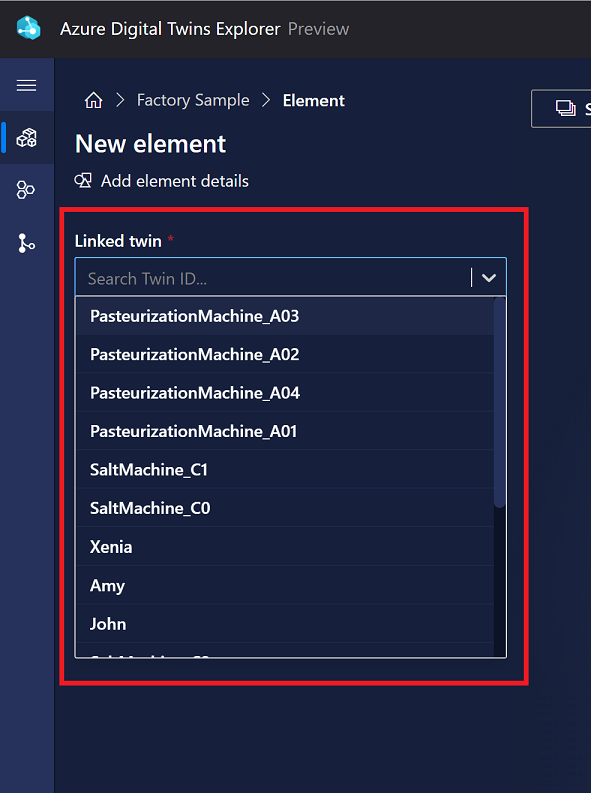 Azure Digital Twins Explorer Preview
Factory Sample > Element
New element
Add element details
Linked twin *
Search Twin ID...
PasteurizationMachine_A03
PasteurizationMachine_A02
PasteurizationMachine_A04
PasteurizationMachine_A01
SaltMachine_C1
SaltMachine_C0
Xenia
Amy
John